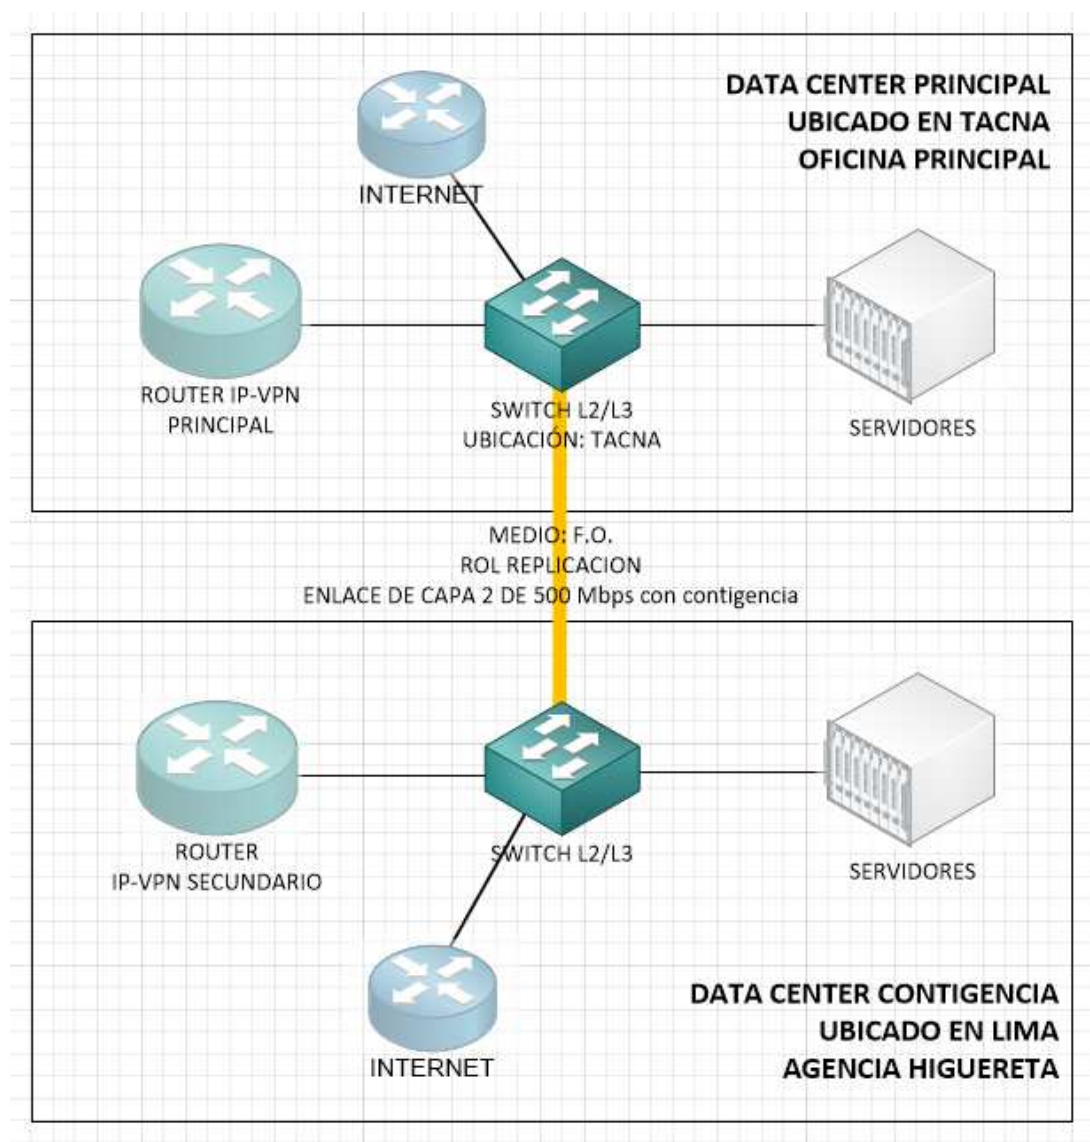 DATA CENTER PRINCIPAL
UBICADO EN TACNA
OFICINA PRINCIPAL
INTERNET
ROUTER IP-VPN
PRINCIPAL
SWITCH L2/L3
UBICACIÓN: TACNA
SERVIDORES
MEDIO: F.O.
ROL REPLICACION
ENLACE DE CAPA 2 DE 500 Mbps con contigencia
ROUTER
IP-VPN SECUNDARIO
SWITCH L2/L3
SERVIDORES
INTERNET
DATA CENTER CONTIGENCIA
UBICADO EN LIMA
AGENCIA HIGUERETA